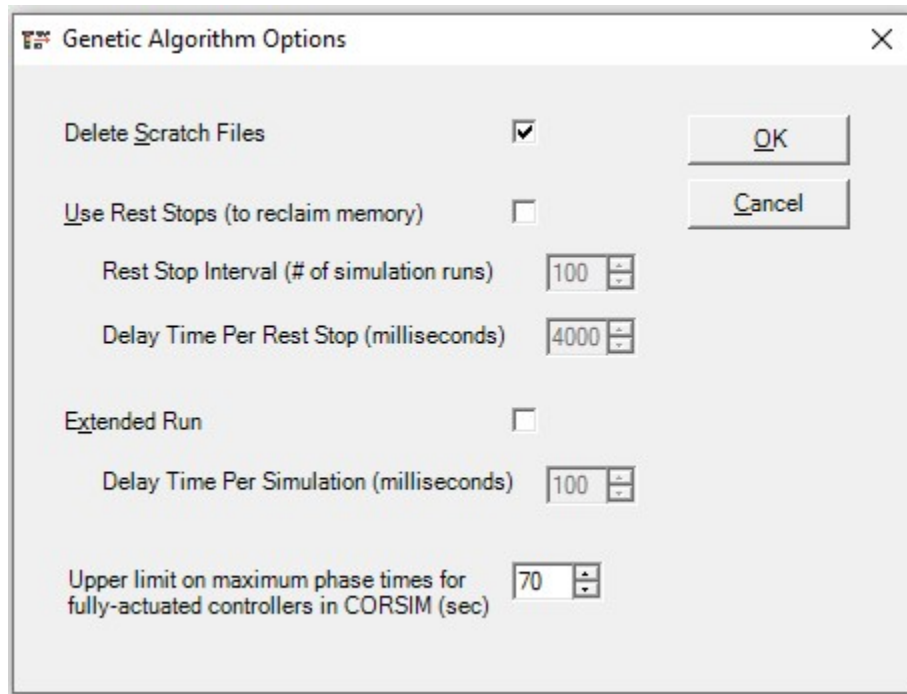 Genetic Algorithm Options
Delete Scratch Files
OK
Use Rest Stops (to reclaim memory)
Cancel
Rest Stop Interval (# of simulation runs)
100
Delay Time Per Rest Stop (milliseconds)
4000
Extended Run
Delay Time Per Simulation (milliseconds)
100
Upper limit on maximum phase times for
70
fully-actuated controllers in CORSIM (sec)